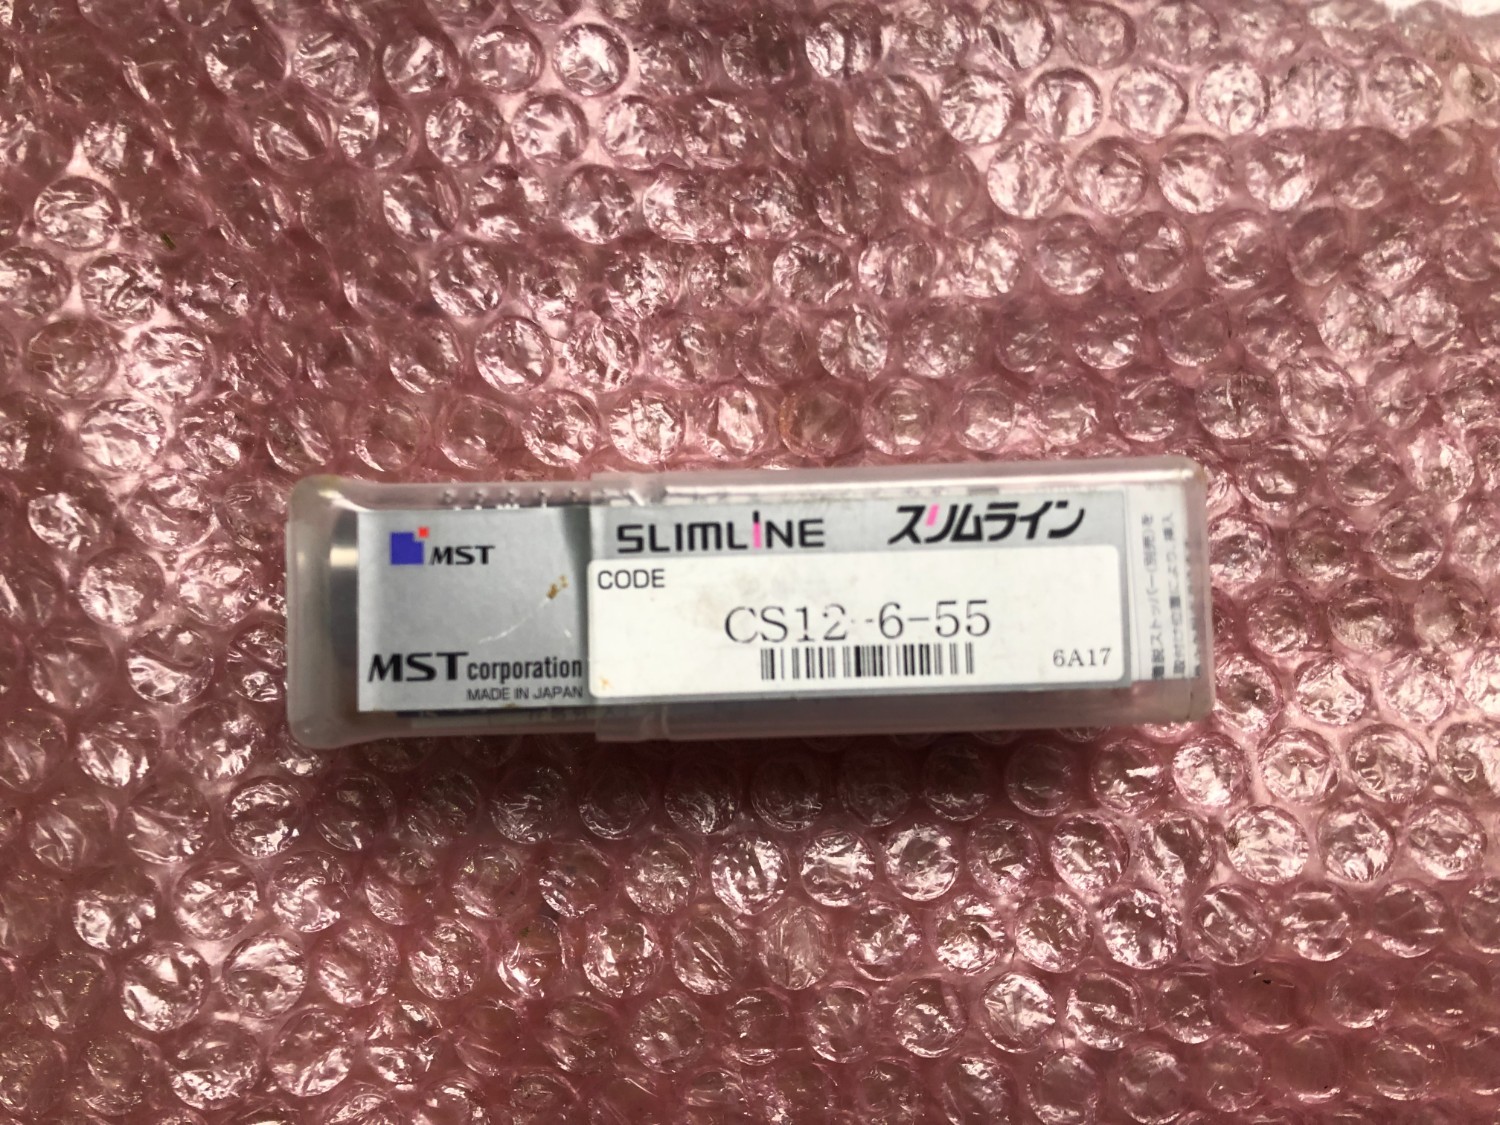 MST
SLIMLINE スリムライン
CODE
CS12-6-55
6A17
MST corporation
MADE IN JAPAN